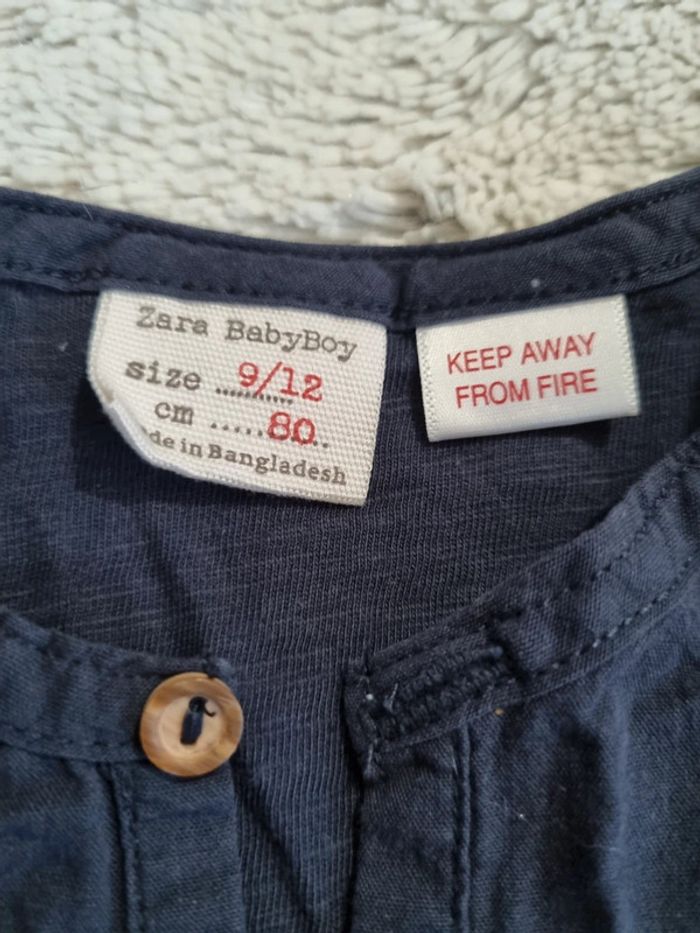 Zara BabyBoy
size ..........9/12
cm .....80..
de in Bangladesh
KEEP AWAY
FROM FIRE